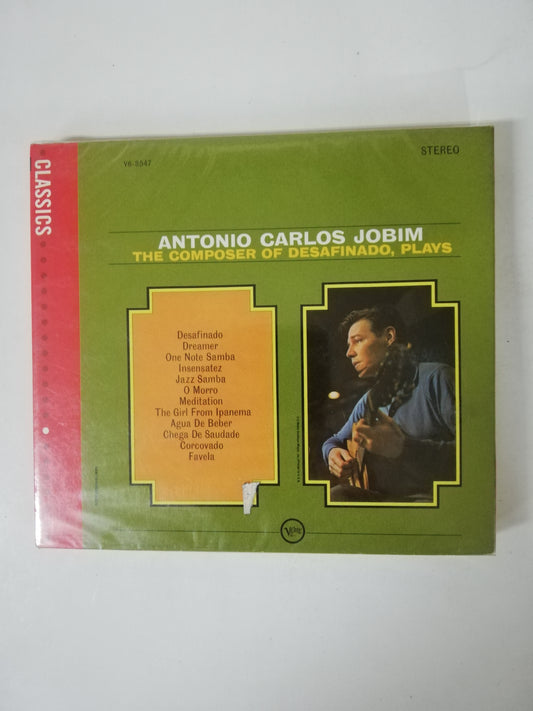 CLASSICS
V6-8547
STEREO
ANTONIO CARLOS JOBIM
THE COMPOSER OF DESAFINADO, PLAYS
Desafinado
Dreamer
One Note Samba
Insensatez
Jazz Samba
O Morro
Meditation
The Girl From Ipanema
Agua De Beber
Chega De Saudade
Corcovado
Favela
Verve